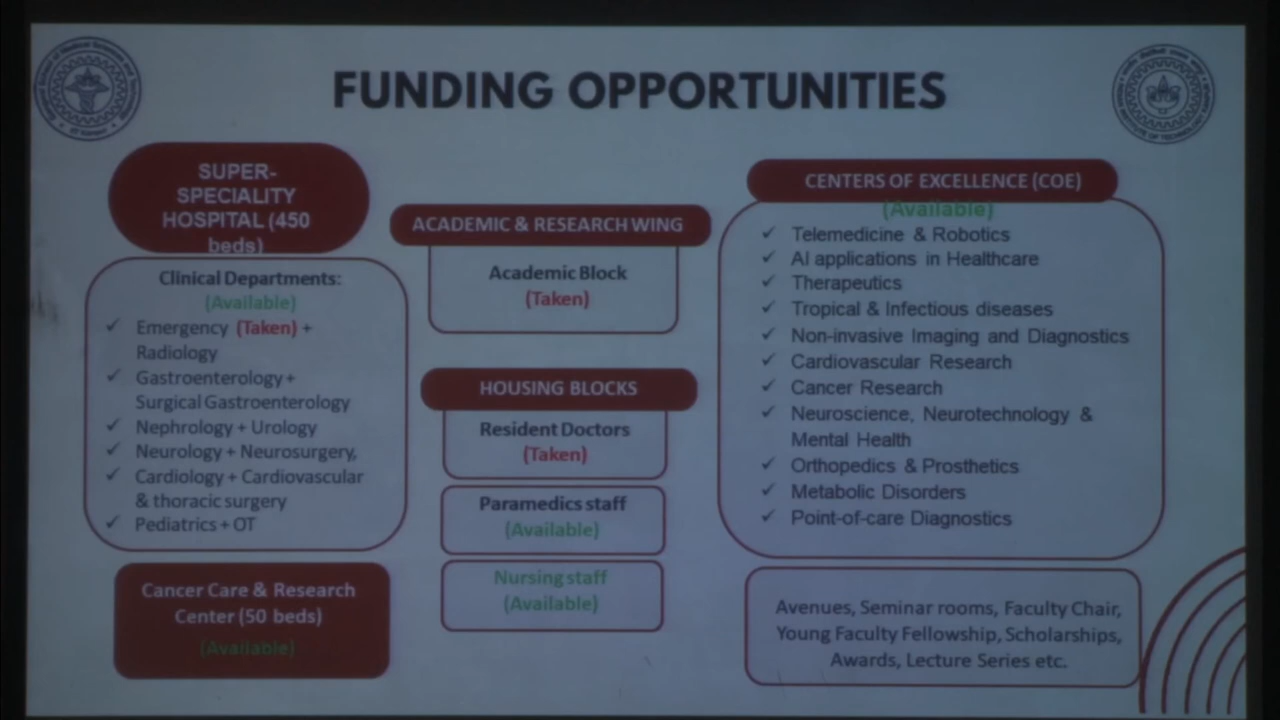 FUNDING OPPORTUNITIES
SUPER-
SPECIALITY
HOSPITAL (450
beds)
Clinical Departments:
(Available)
✓ Emergency (Taken) +
Radiology
✓ Gastroenterology +
Surgical Gastroenterology
✓ Nephrology + Urology
✓ Neurology + Neurosurgery,
✓ Cardiology + Cardiovascular
& thoracic surgery
✓ Pediatrics + OT
Cancer Care & Research
Center (50 beds)
(Available)
ACADEMIC & RESEARCH WING
Academic Block
(Taken)
HOUSING BLOCKS
Resident Doctors
(Taken)
Paramedics staff
(Available)
Nursing staff
(Available)
CENTERS OF EXCELLENCE (COE)
(Available)
✓ Telemedicine & Robotics
✓ AI applications in Healthcare
✓ Therapeutics
✓ Tropical & Infectious diseases
✓ Non-invasive Imaging and Diagnostics
✓ Cardiovascular Research
✓ Cancer Research
✓ Neuroscience, Neurotechnology &
Mental Health
✓ Orthopedics & Prosthetics
✓ Metabolic Disorders
✓ Point-of-care Diagnostics
Avenues, Seminar rooms, Faculty Chair,
Young Faculty Fellowship, Scholarships,
Awards, Lecture Series etc.